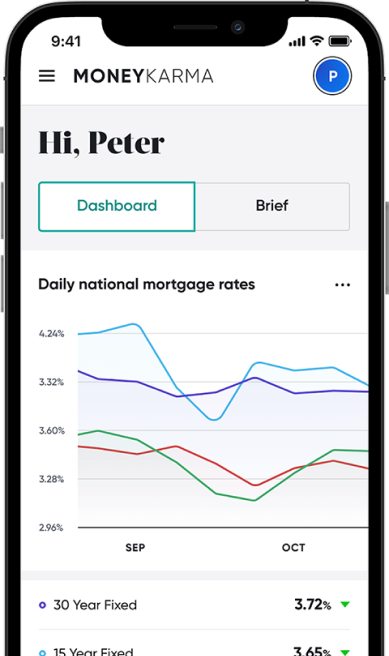 9:41
MONEYKARMA
P
Hi, Peter
Dashboard Brief
Daily national mortgage rates
4.24%
3.32%
3.60%
3.28%
2.96%
SEP OCT
30 Year Fixed 3.72%
15 Year Fixed 3.65%